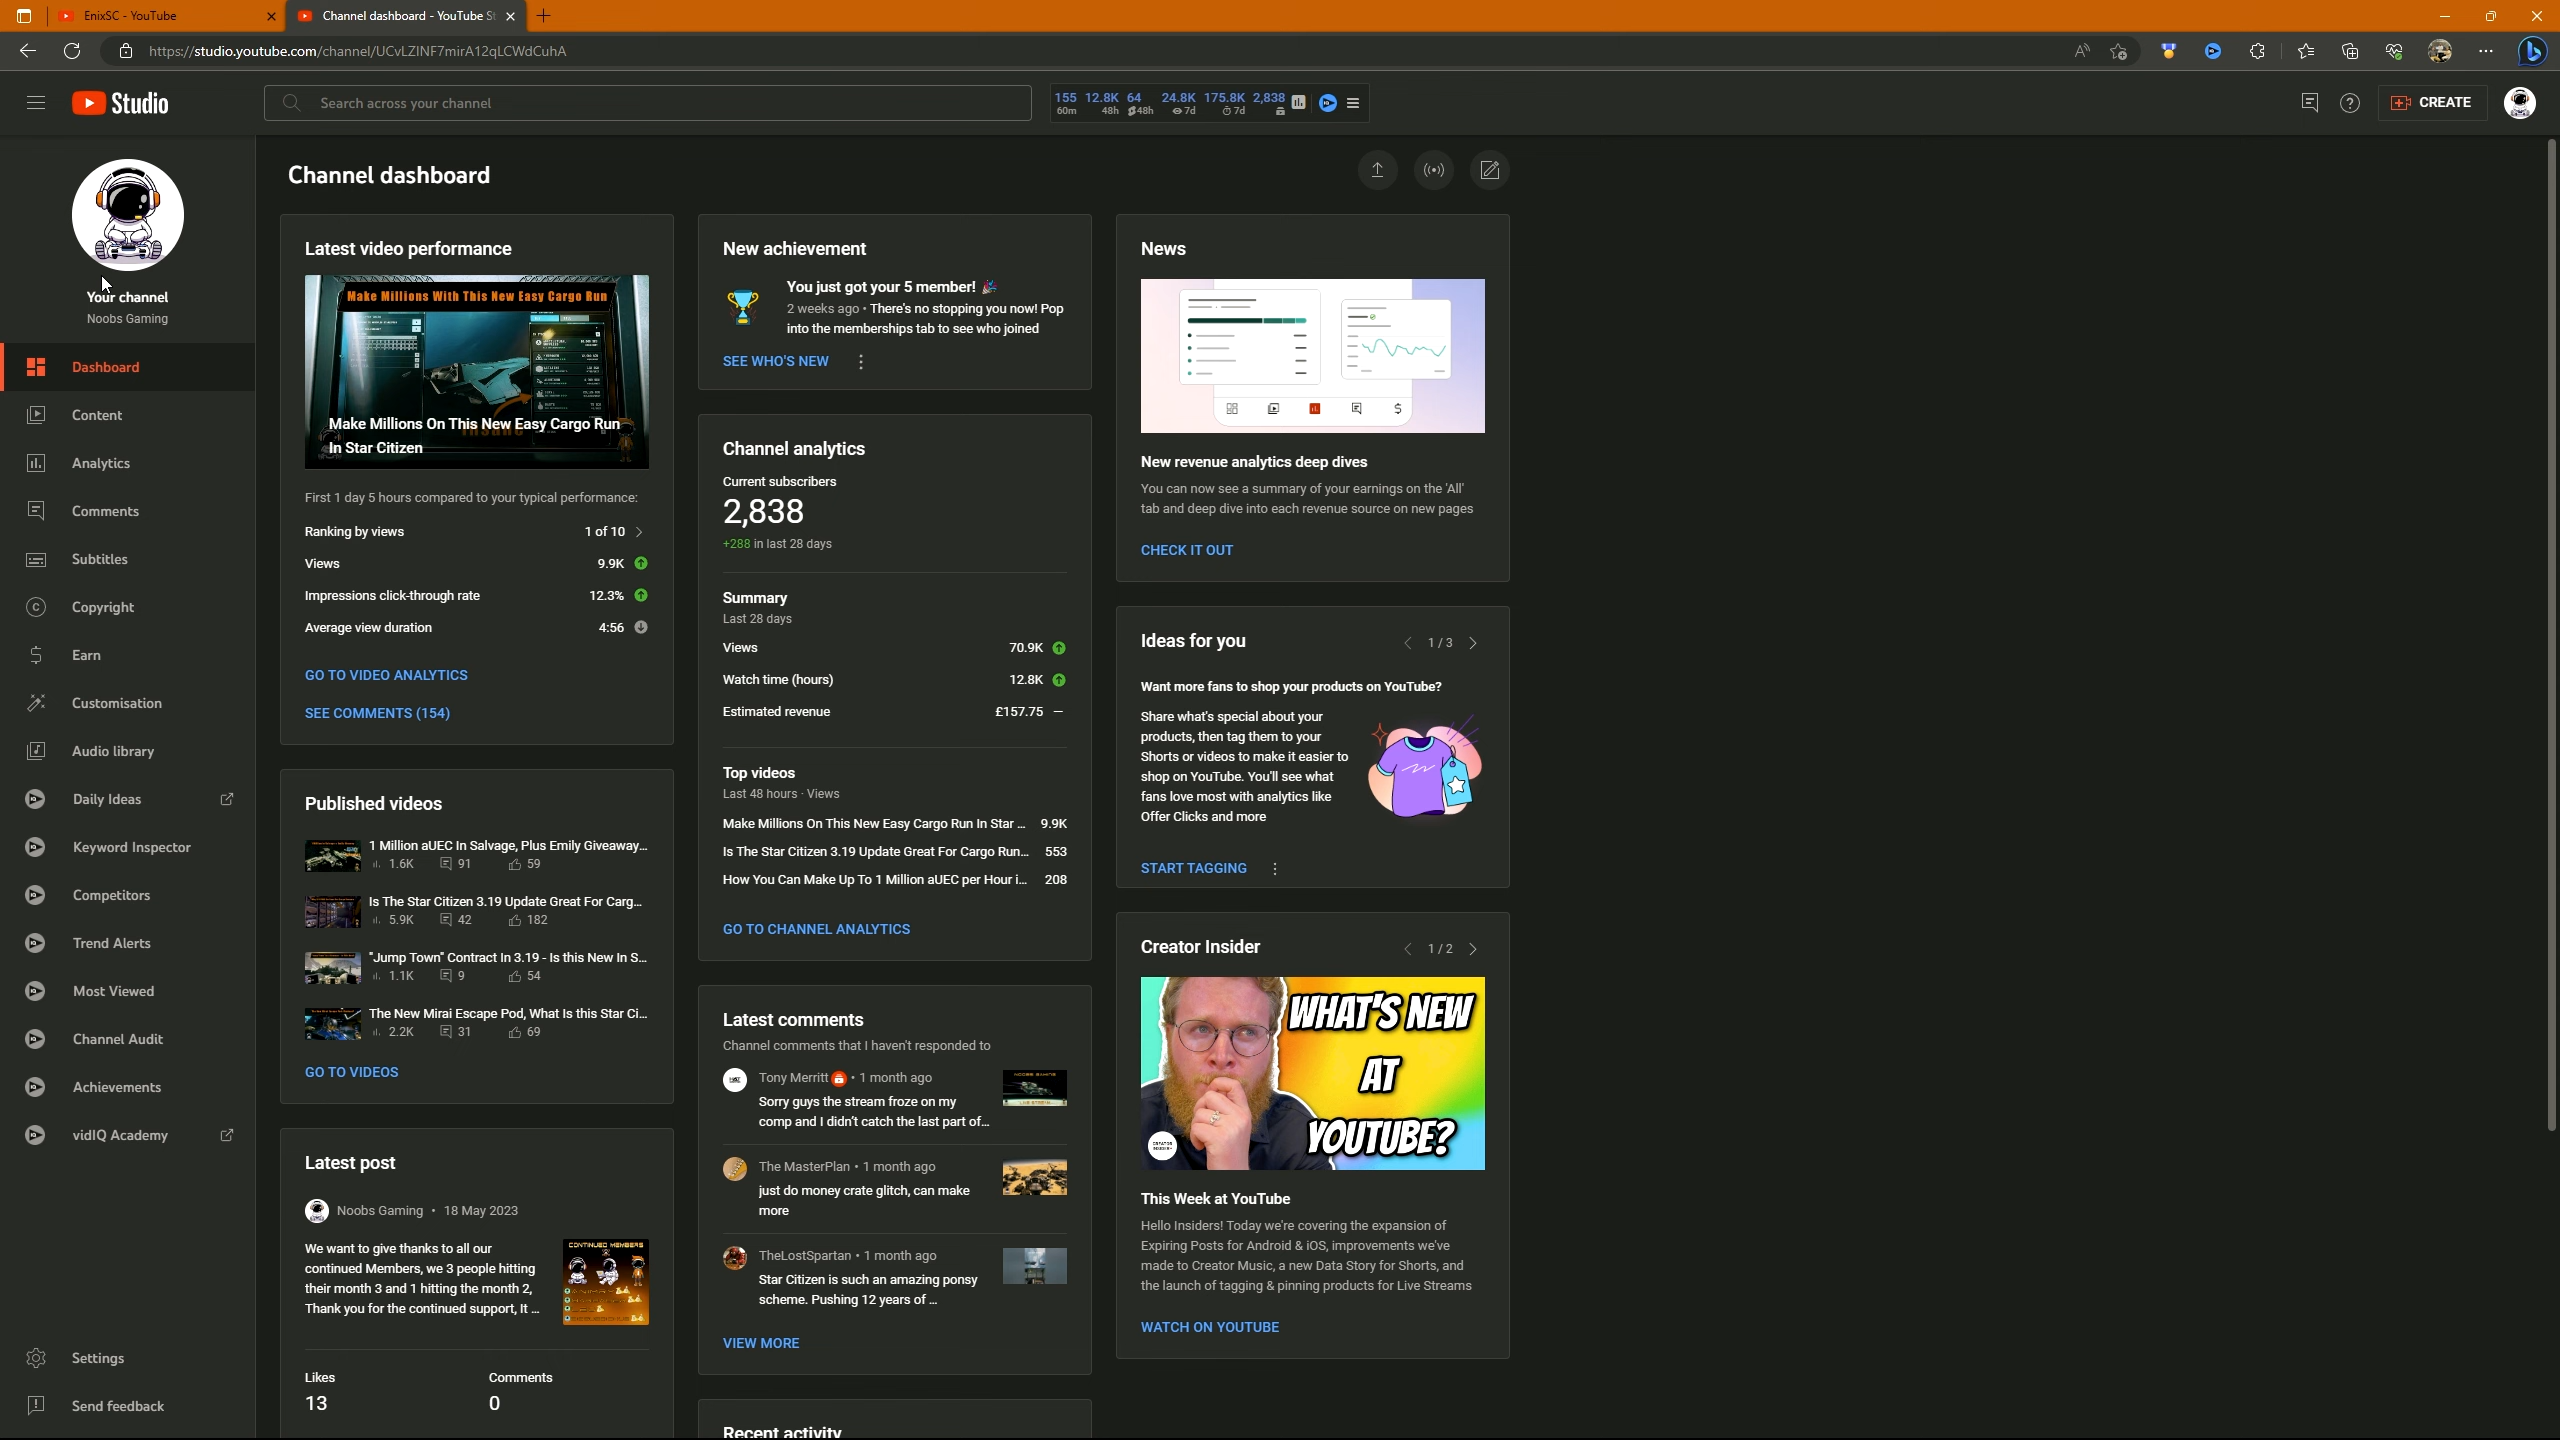 EnixSC - YouTube
Channel dashboard - YouTube St
https://studio.youtube.com/channel/UCvLZINF7mirA12qLCWdCuhA
Studio
Search across your channel
155 12.8K 64 24.8K 175.8K 2,838
60m 48h 48h 7d 7d
CREATE
Your channel
Noobs Gaming
Dashboard
Content
Analytics
Comments
Subtitles
Copyright
Earn
Customisation
Audio library
Daily Ideas
Keyword Inspector
Competitors
Trend Alerts
Most Viewed
Channel Audit
Achievements
vidIQ Academy
Settings
Send feedback
Channel dashboard
Latest video performance
Make Millions With This New Easy Cargo Run
Make Millions On This New Easy Cargo Run
In Star Citizen
First 1 day 5 hours compared to your typical performance:
Ranking by views 1 of 10
Views 9.9K
Impressions click-through rate 12.3%
Average view duration 4:56
GO TO VIDEO ANALYTICS
SEE COMMENTS (154)
Published videos
1 Million aUEC In Salvage, Plus Emily Giveaway...
1.6K 91 59
Is The Star Citizen 3.19 Update Great For Carg...
5.9K 42 182
"Jump Town" Contract In 3.19 - Is this New In S...
1.1K 9 54
The New Mirai Escape Pod, What Is this Star Ci...
2.2K 31 69
GO TO VIDEOS
Latest post
Noobs Gaming • 18 May 2023
We want to give thanks to all our
continued Members, we 3 people hitting
their month 3 and 1 hitting the month 2,
Thank you for the continued support, It ...
CONTINUED MEMBERS
Likes Comments
13 0
New achievement
You just got your 5 member! 🎉
2 weeks ago • There's no stopping you now! Pop
into the memberships tab to see who joined
SEE WHO'S NEW
Channel analytics
Current subscribers
2,838
+288 in last 28 days
Summary
Last 28 days
Views 70.9K
Watch time (hours) 12.8K
Estimated revenue £157.75 —
Top videos
Last 48 hours · Views
Make Millions On This New Easy Cargo Run In Star ... 9.9K
Is The Star Citizen 3.19 Update Great For Cargo Run... 553
How You Can Make Up To 1 Million aUEC per Hour i... 208
GO TO CHANNEL ANALYTICS
Latest comments
Channel comments that I haven't responded to
Tony Merritt • 1 month ago
Sorry guys the stream froze on my
comp and I didn't catch the last part of...
NOOBS GAMING
The MasterPlan • 1 month ago
just do money crate glitch, can make
more
TheLostSpartan • 1 month ago
Star Citizen is such an amazing ponsy
scheme. Pushing 12 years of ...
VIEW MORE
Recent activity
News
New revenue analytics deep dives
You can now see a summary of your earnings on the 'All'
tab and deep dive into each revenue source on new pages
CHECK IT OUT
Ideas for you 1 / 3
Want more fans to shop your products on YouTube?
Share what's special about your
products, then tag them to your
Shorts or videos to make it easier to
shop on YouTube. You'll see what
fans love most with analytics like
Offer Clicks and more
START TAGGING
Creator Insider 1 / 2
WHAT'S NEW
AT
YOUTUBE?
CREATOR
INSIDER
This Week at YouTube
Hello Insiders! Today we're covering the expansion of
Expiring Posts for Android & iOS, improvements we've
made to Creator Music, a new Data Story for Shorts, and
the launch of tagging & pinning products for Live Streams
WATCH ON YOUTUBE